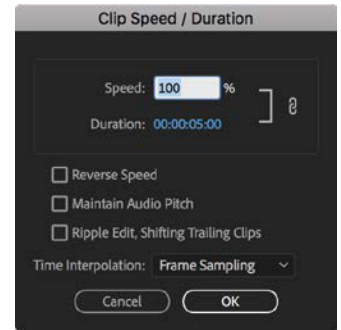 Clip Speed / Duration
Speed: 100 %
Duration: 00:00:05:00
Reverse Speed
Maintain Audio Pitch
Ripple Edit, Shifting Trailing Clips
Time Interpolation: Frame Sampling
Cancel OK